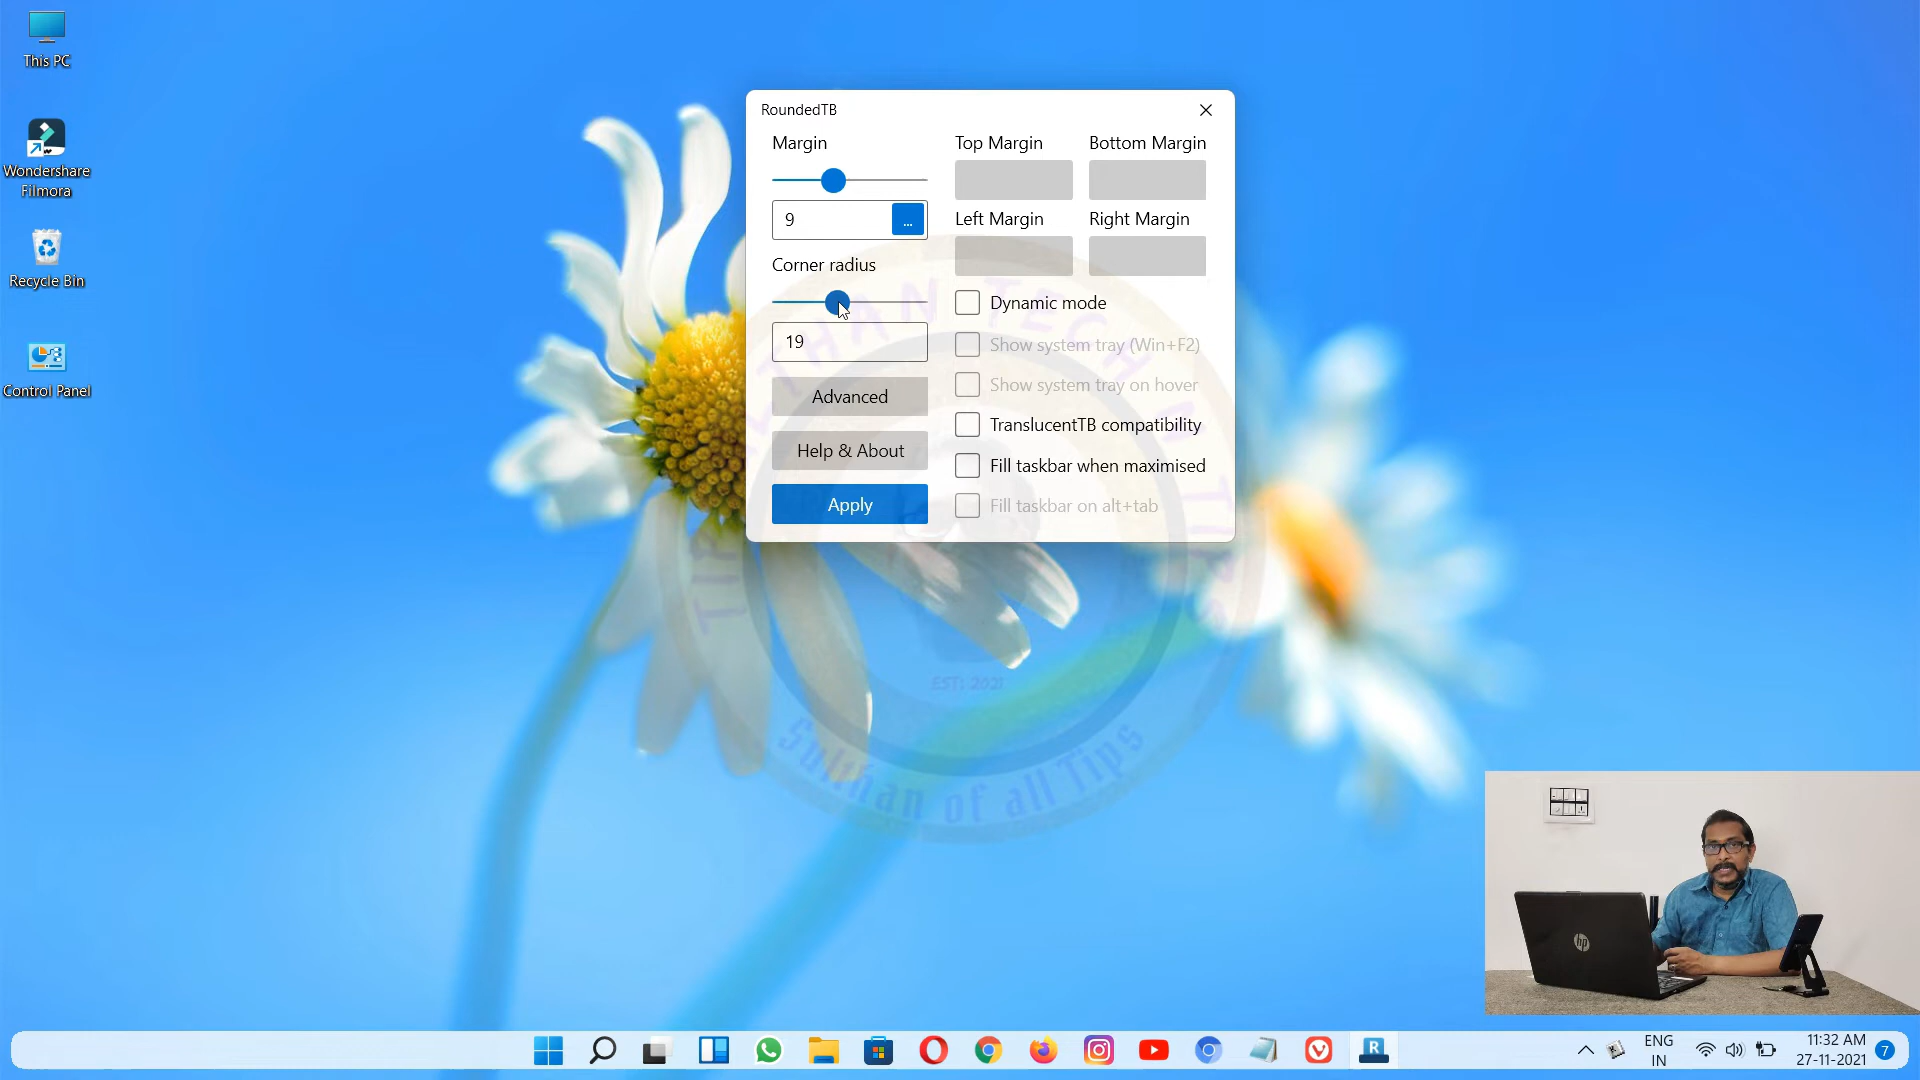 This PC
Wondershare
Filmora
Recycle Bin
Control Panel
RoundedTB
Margin
9
...
Corner radius
19
Advanced
Help & About
Apply
Top Margin
Bottom Margin
Left Margin
Right Margin
Dynamic mode
Show system tray (Win+F2)
Show system tray on hover
TranslucentTB compatibility
Fill taskbar when maximised
Fill taskbar on alt+tab
EST: 2021
Sulthan of all Tips
hp
R
ENG
IN
11:32 AM
27-11-2021
7